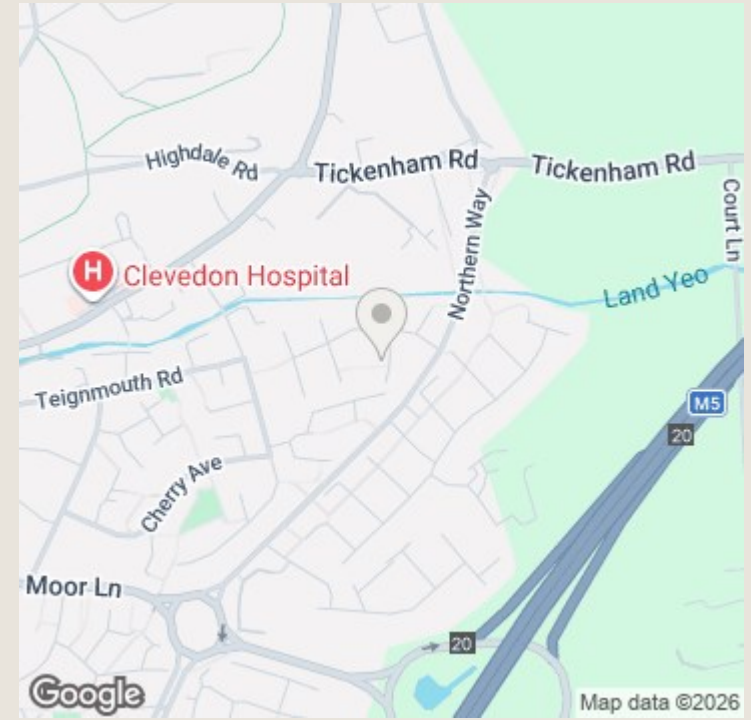 Highdale Rd
Tickenham Rd
Tickenham Rd
Court Ln
Northern Way
H
Clevedon Hospital
Land Yeo
Teignmouth Rd
M5
20
Cherry Ave
Moor Ln
20
Google
Map data ©2026